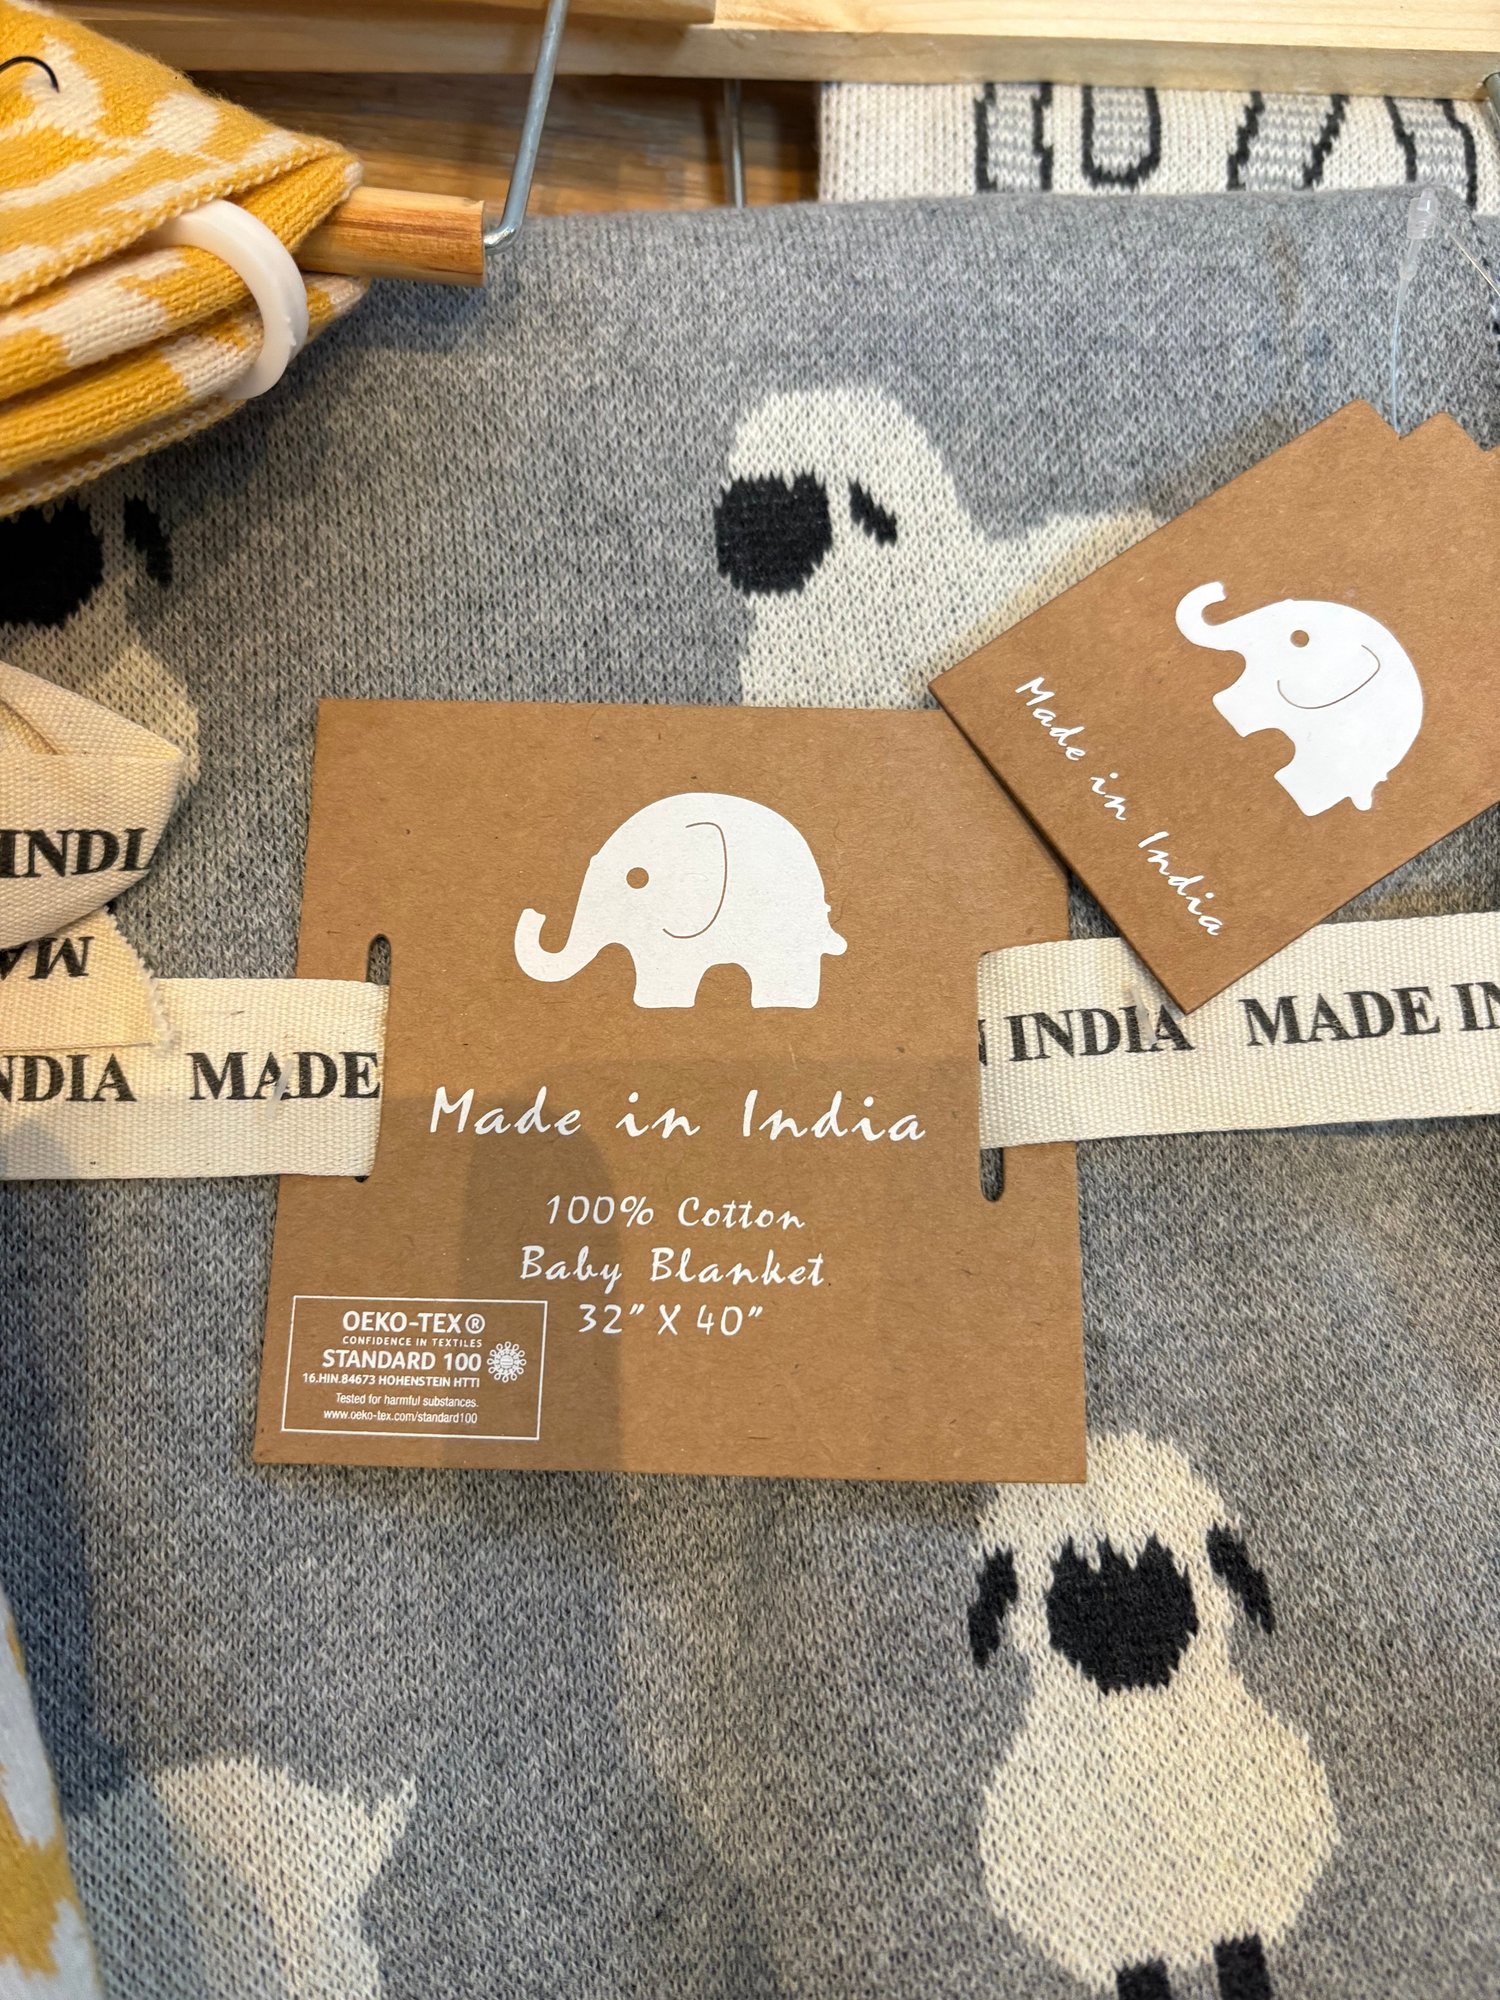 Made in India
INDI
MA
NDIA MADE
N INDIA MADE IN
Made in India
100% Cotton
Baby Blanket
32" X 40"
OEKO-TEX®
CONFIDENCE IN TEXTILES
STANDARD 100
16.HIN.84673 HOHENSTEIN HTTI
Tested for harmful substances.
www.oeko-tex.com/standard100